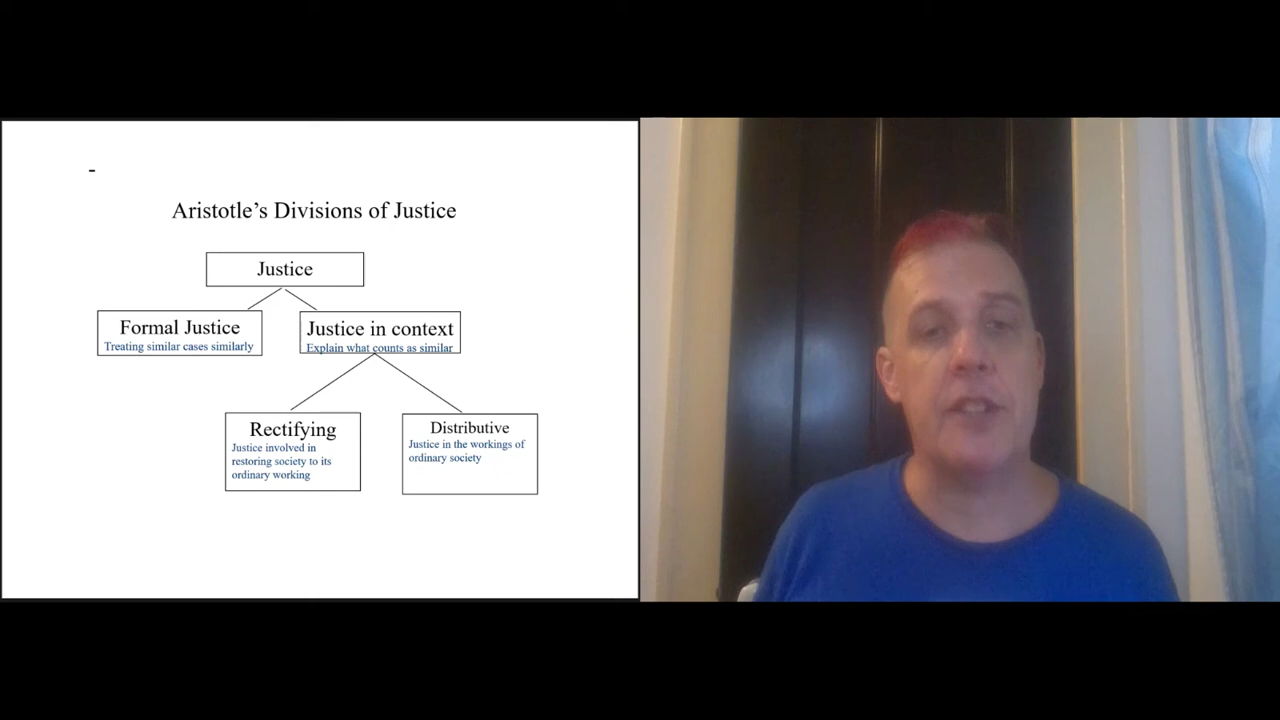 -
Aristotle’s Divisions of Justice
Justice
Formal Justice
Treating similar cases similarly
Justice in context
Explain what counts as similar
Rectifying
Justice involved in
restoring society to its
ordinary working
Distributive
Justice in the workings of
ordinary society